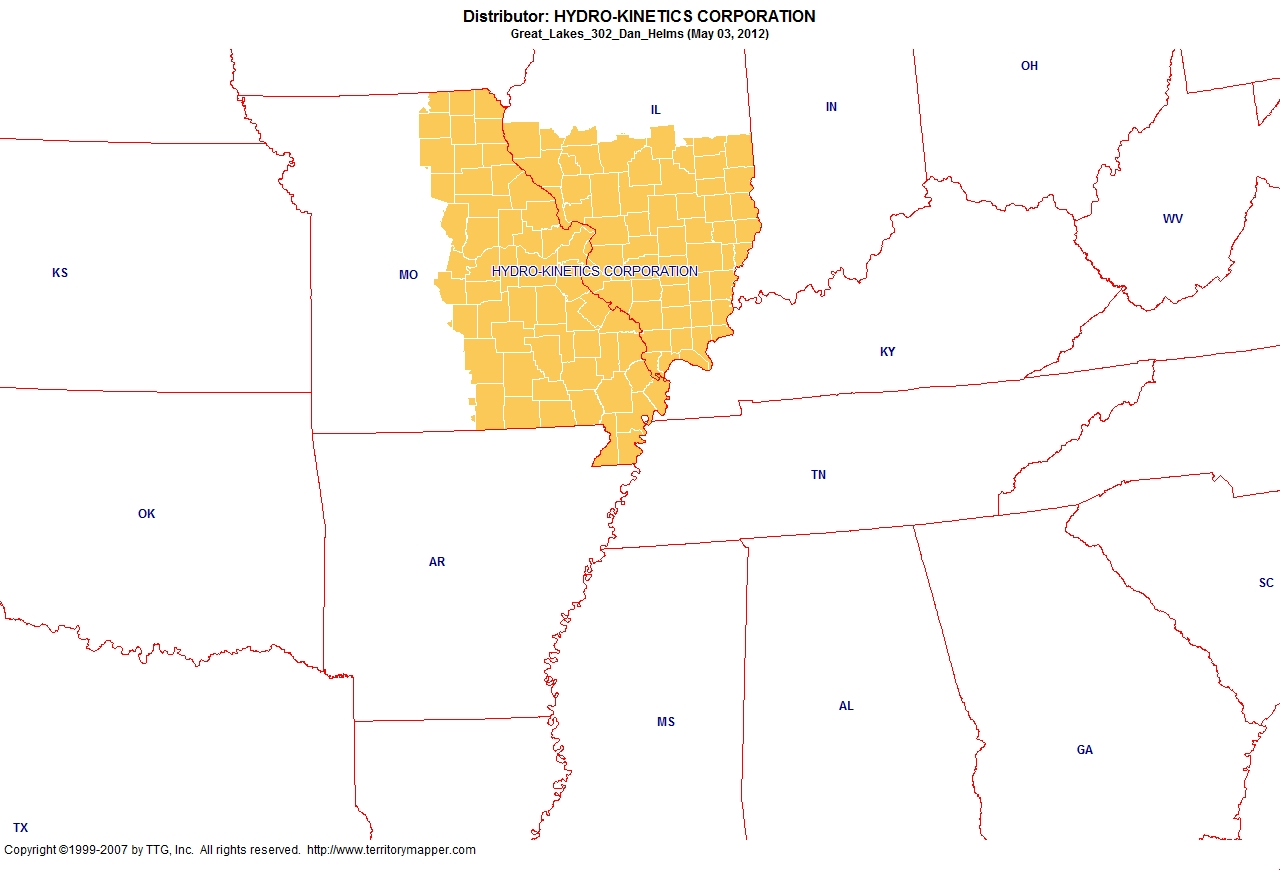 Distributor: HYDRO-KINETICS CORPORATION
Great_Lakes_302_Dan_Helms (May 03, 2012)
OH
IL
IN
WV
KS
MO
HYDRO-KINETICS CORPORATION
KY
TN
OK
AR
SC
AL
MS
GA
TX
Copyright ©1999-2007 by TTG, Inc. All rights reserved. http://www.territorymapper.com